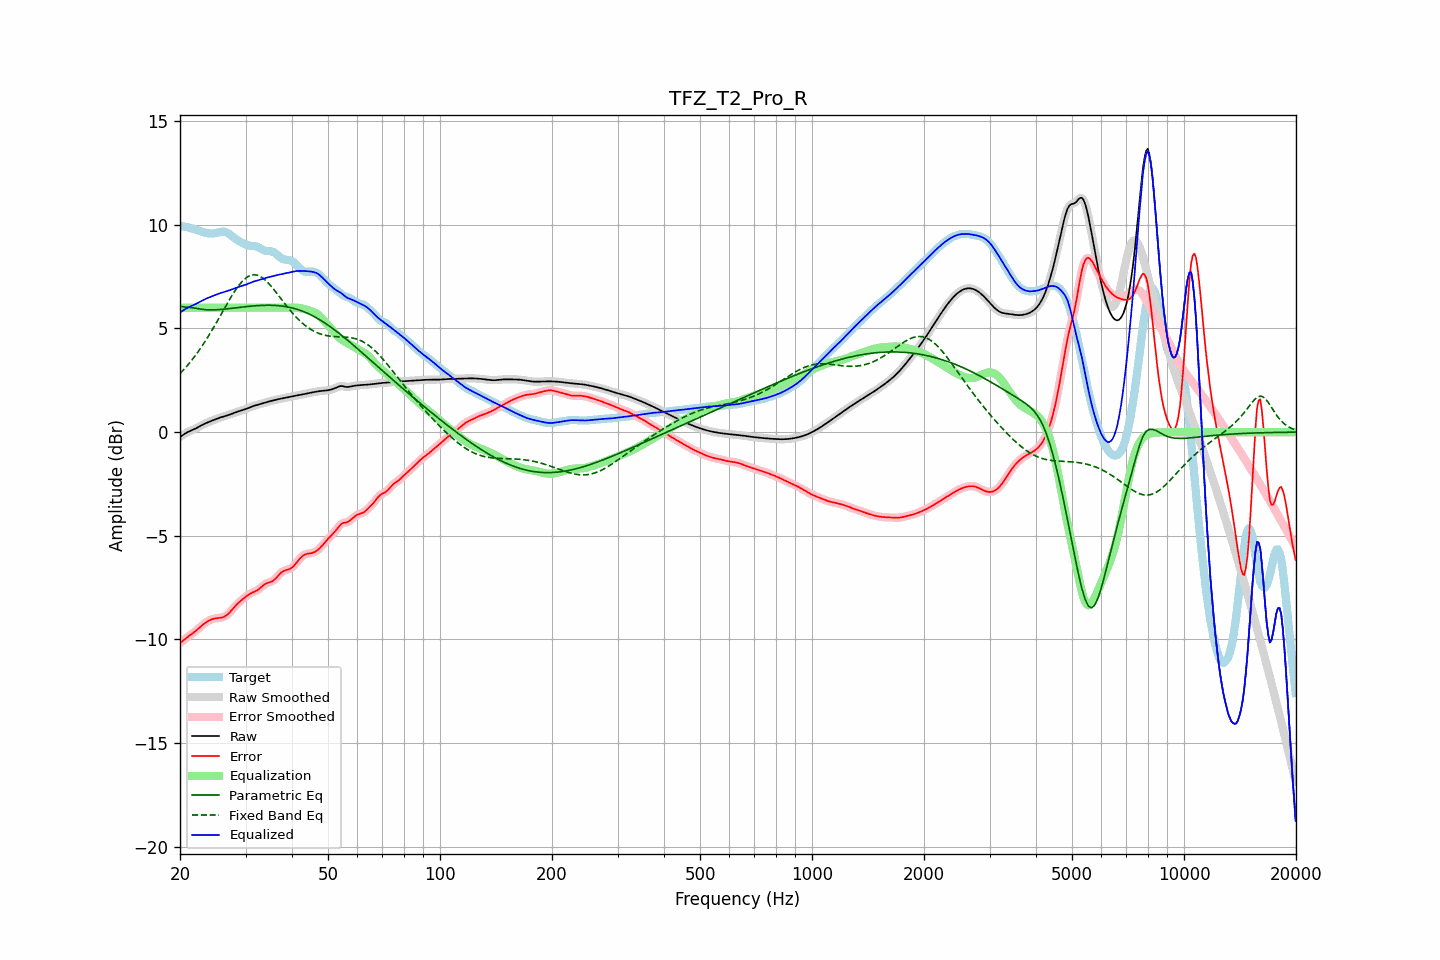 TFZ_T2_Pro_R
Amplitude (dBr)
15
10
5
0
−5
−10
−15
−20
Target
Raw Smoothed
Error Smoothed
Raw
Error
Equalization
Parametric Eq
Fixed Band Eq
Equalized
20 50 100 200 500 1000 2000 5000 10000 20000
Frequency (Hz)